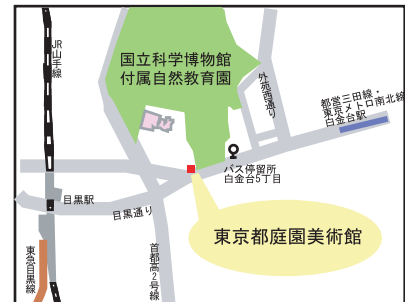 JR山手線
国立科学博物館
付属自然教育園
外苑西通り
都営三田線・
東京メトロ南北線
白金台駅
バス停留所
白金台5丁目
目黒駅
目黒通り
東京都庭園美術館
東急目黒線
首都高2号線